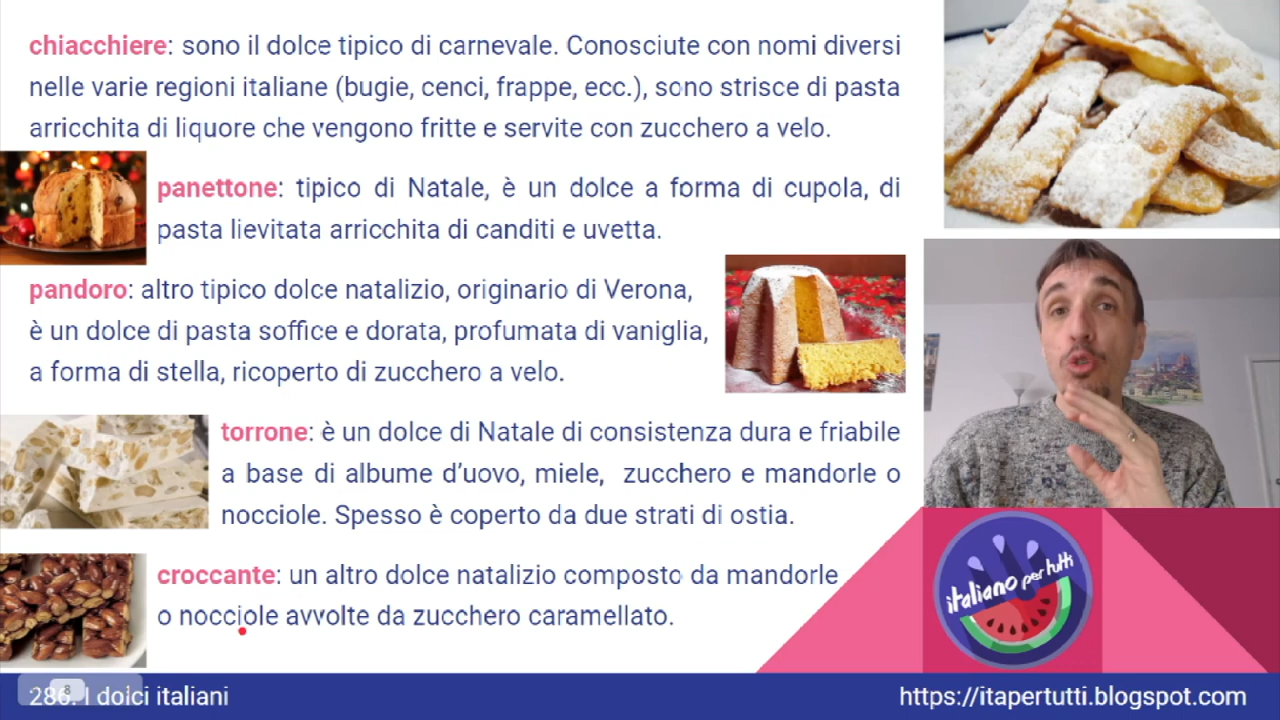 chiacchiere: sono il dolce tipico di carnevale. Conosciute con nomi diversi
nelle varie regioni italiane (bugie, cenci, frappe, ecc.), sono strisce di pasta
arricchita di liquore che vengono fritte e servite con zucchero a velo.
panettone: tipico di Natale, è un dolce a forma di cupola, di
pasta lievitata arricchita di canditi e uvetta.
pandoro: altro tipico dolce natalizio, originario di Verona,
è un dolce di pasta soffice e dorata, profumata di vaniglia,
a forma di stella, ricoperto di zucchero a velo.
torrone: è un dolce di Natale di consistenza dura e friabile
a base di albume d'uovo, miele, zucchero e mandorle o
nocciole. Spesso è coperto da due strati di ostia.
croccante: un altro dolce natalizio composto da mandorle
o nocciole avvolte da zucchero caramellato.
italiano per tutti
286. I dolci italiani
8
https://itapertutti.blogspot.com